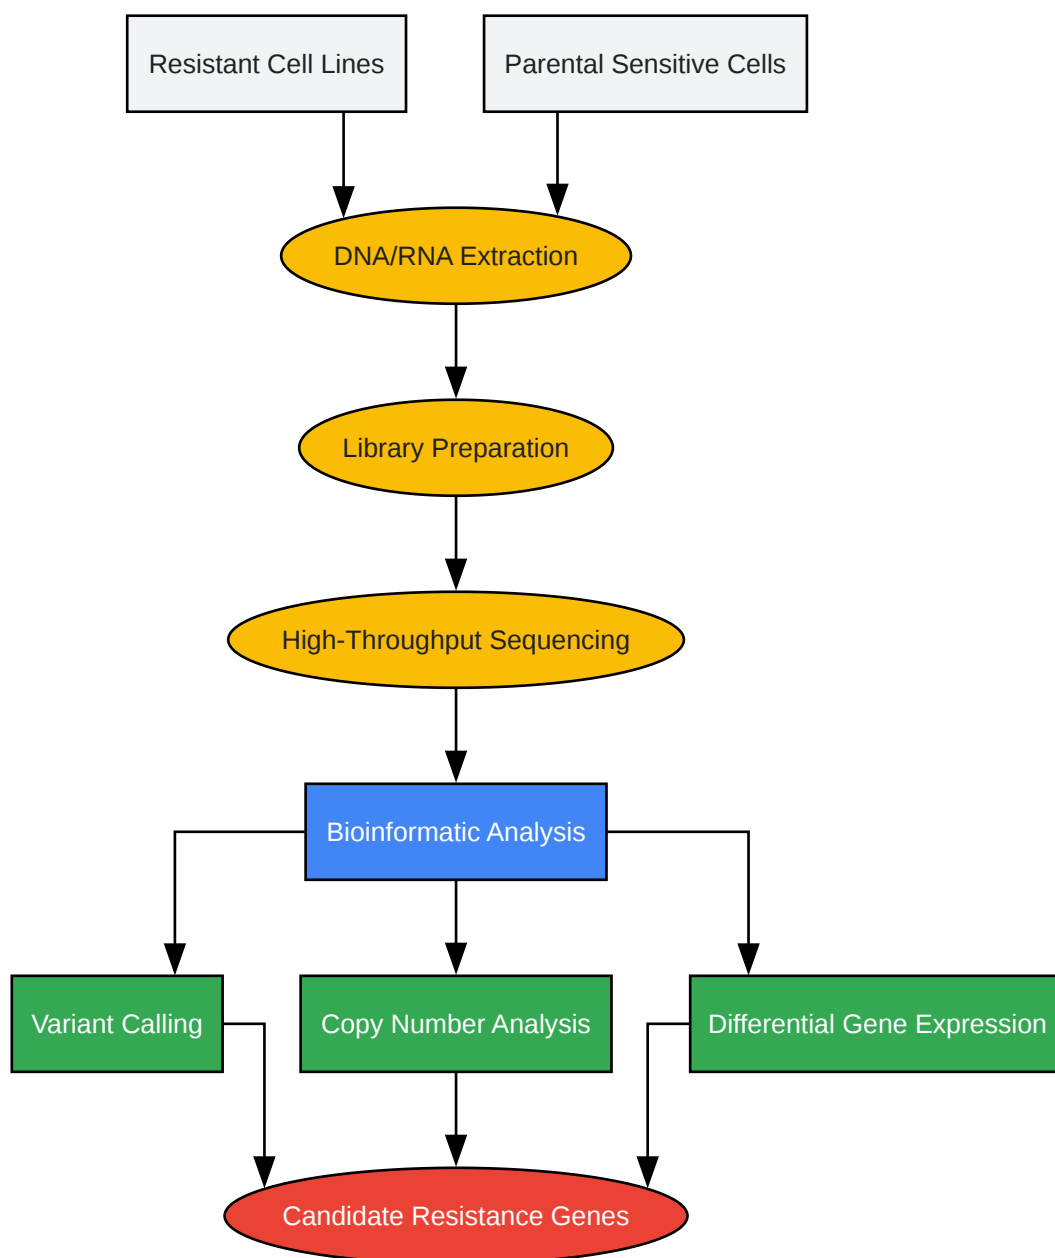 Resistant Cell Lines
Parental Sensitive Cells
DNA/RNA Extraction
Library Preparation
High-Throughput Sequencing
Bioinformatic Analysis
Variant Calling
Copy Number Analysis
Differential Gene Expression
Candidate Resistance Genes